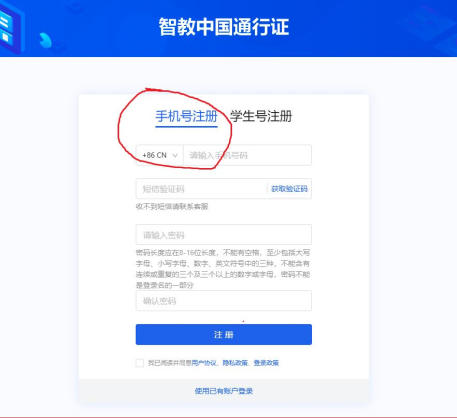 智教中国通行证
手机号注册 学生号注册
+86 CN 请输入手机号码
短信验证码 获取验证码
收不到短信请联系客服
请输入密码
密码长度应在8-16位长度，不能有空格，至少包括大写
字母、小写字母、数字、英文符号中的三种，不能含有
连续或重复的三个及三个以上的数字或字母，密码不能
是登录名的一部分
确认密码
注 册
我已阅读并同意用户协议、隐私政策、登录政策
使用已有账户登录